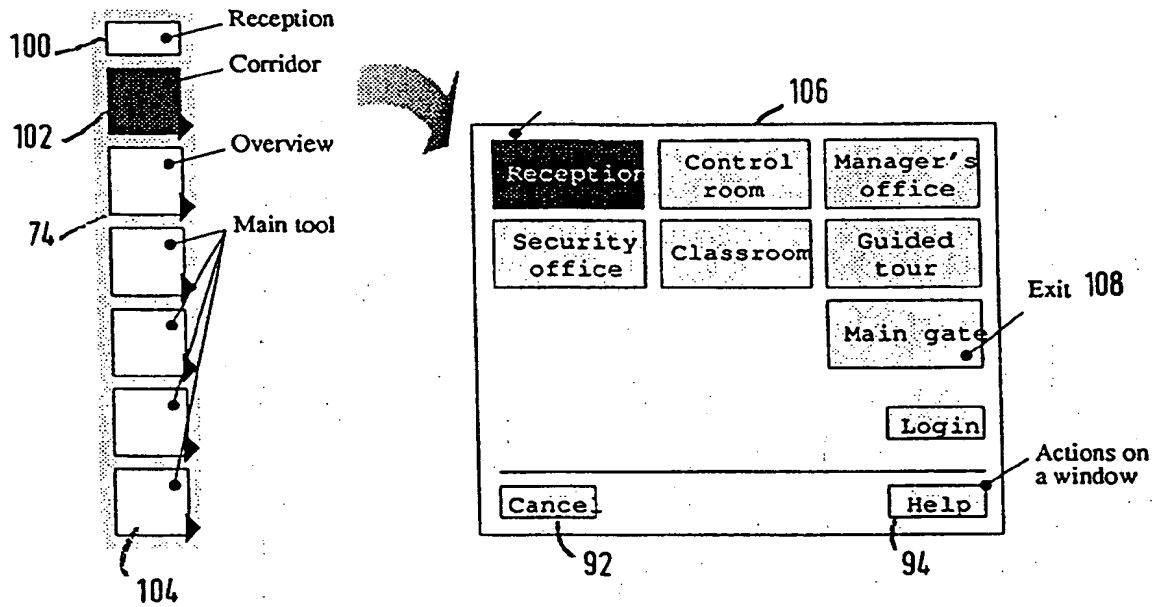 Reception
100
Corridor
102
Overview
74
Main tool
104
106
Reception
Control
room
Manager's
office
Security
office
Classroom
Guided
tour
Exit 108
Main gate
Login
Actions on
a window
Cancel
Help
92
94